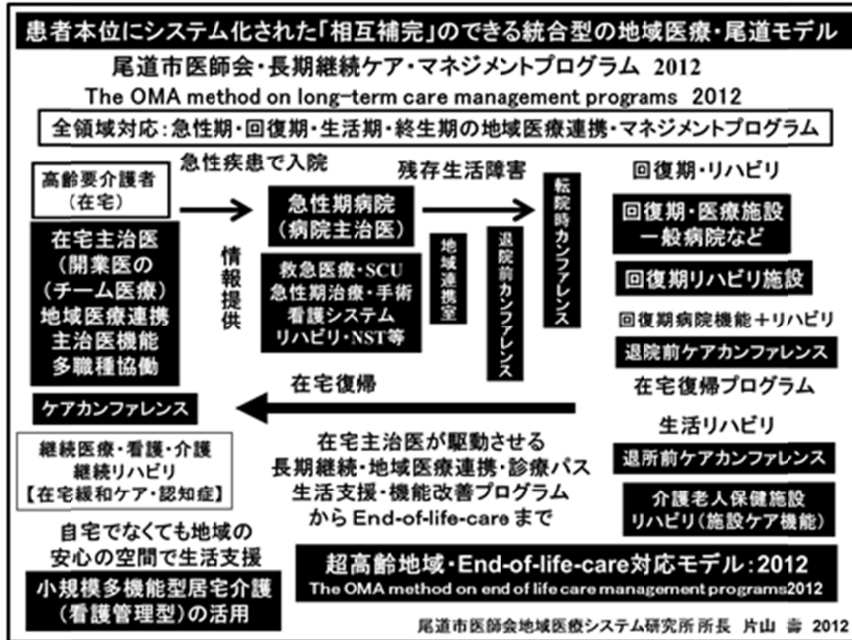 患者本位にシステム化された「相互補完」のできる統合型の地域医療・尾道モデル
尾道市医師会・長期継続ケア・マネジメントプログラム 2012
The OMA method on long-term care management programs 2012
全領域対応:急性期・回復期・生活期・終生期の地域医療連携・マネジメントプログラム
高齢要介護者
(在宅)
在宅主治医
(開業医の
(チーム医療)
地域医療連携
主治医機能
多職種協働
ケアカンファレンス
継続医療・看護・介護
継続リハビリ
【在宅緩和ケア・認知症】
自宅でなくても地域の
安心の空間で生活支援
小規模多機能型居宅介護
(看護管理型)の活用
急性疾患で入院
情報提供
急性期病院
(病院主治医)
救急医療・SCU
急性期治療・手術
看護システム
リハビリ・NST等
残存生活障害
地域連携室
退院前カンファレンス
転院時カンファレンス
回復期・リハビリ
回復期・医療施設
一般病院など
回復期リハビリ施設
回復期病院機能+リハビリ
退院前ケアカンファレンス
在宅復帰プログラム
生活リハビリ
退所前ケアカンファレンス
介護老人保健施設
リハビリ(施設ケア機能)
在宅復帰
在宅主治医が駆動させる
長期継続・地域医療連携・診療パス
生活支援・機能改善プログラム
からEnd-of-life-careまで
超高齢地域・End-of-life-care対応モデル:2012
The OMA method on end of life care management programs2012
尾道市医師会地域医療システム研究所所長 片山 壽 2012